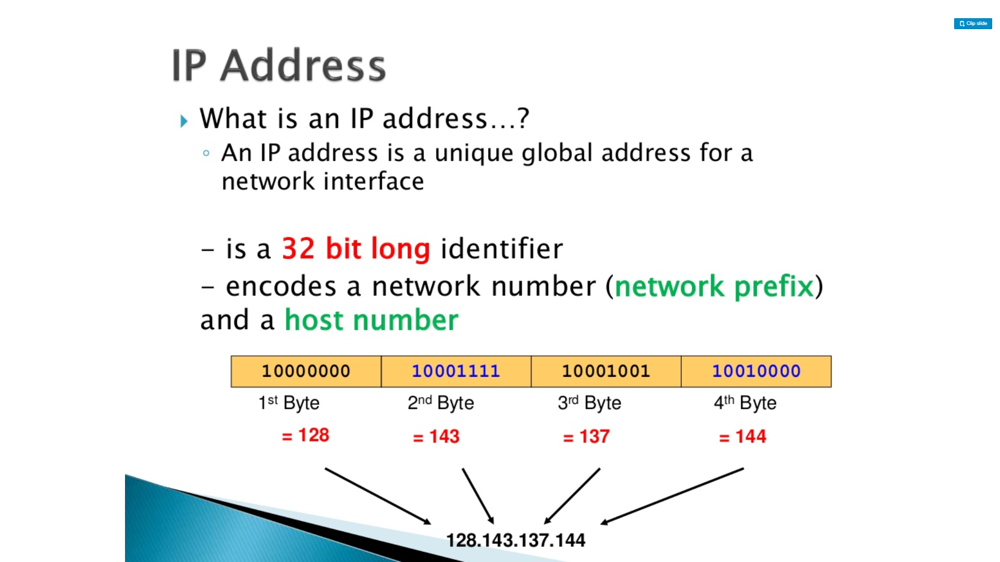 Clip slide
IP Address
What is an IP address...?
An IP address is a unique global address for a
network interface
– is a 32 bit long identifier
– encodes a network number (network prefix)
and a host number
10000000 10001111 10001001 10010000
1st Byte 2nd Byte 3rd Byte 4th Byte
= 128 = 143 = 137 = 144
128.143.137.144